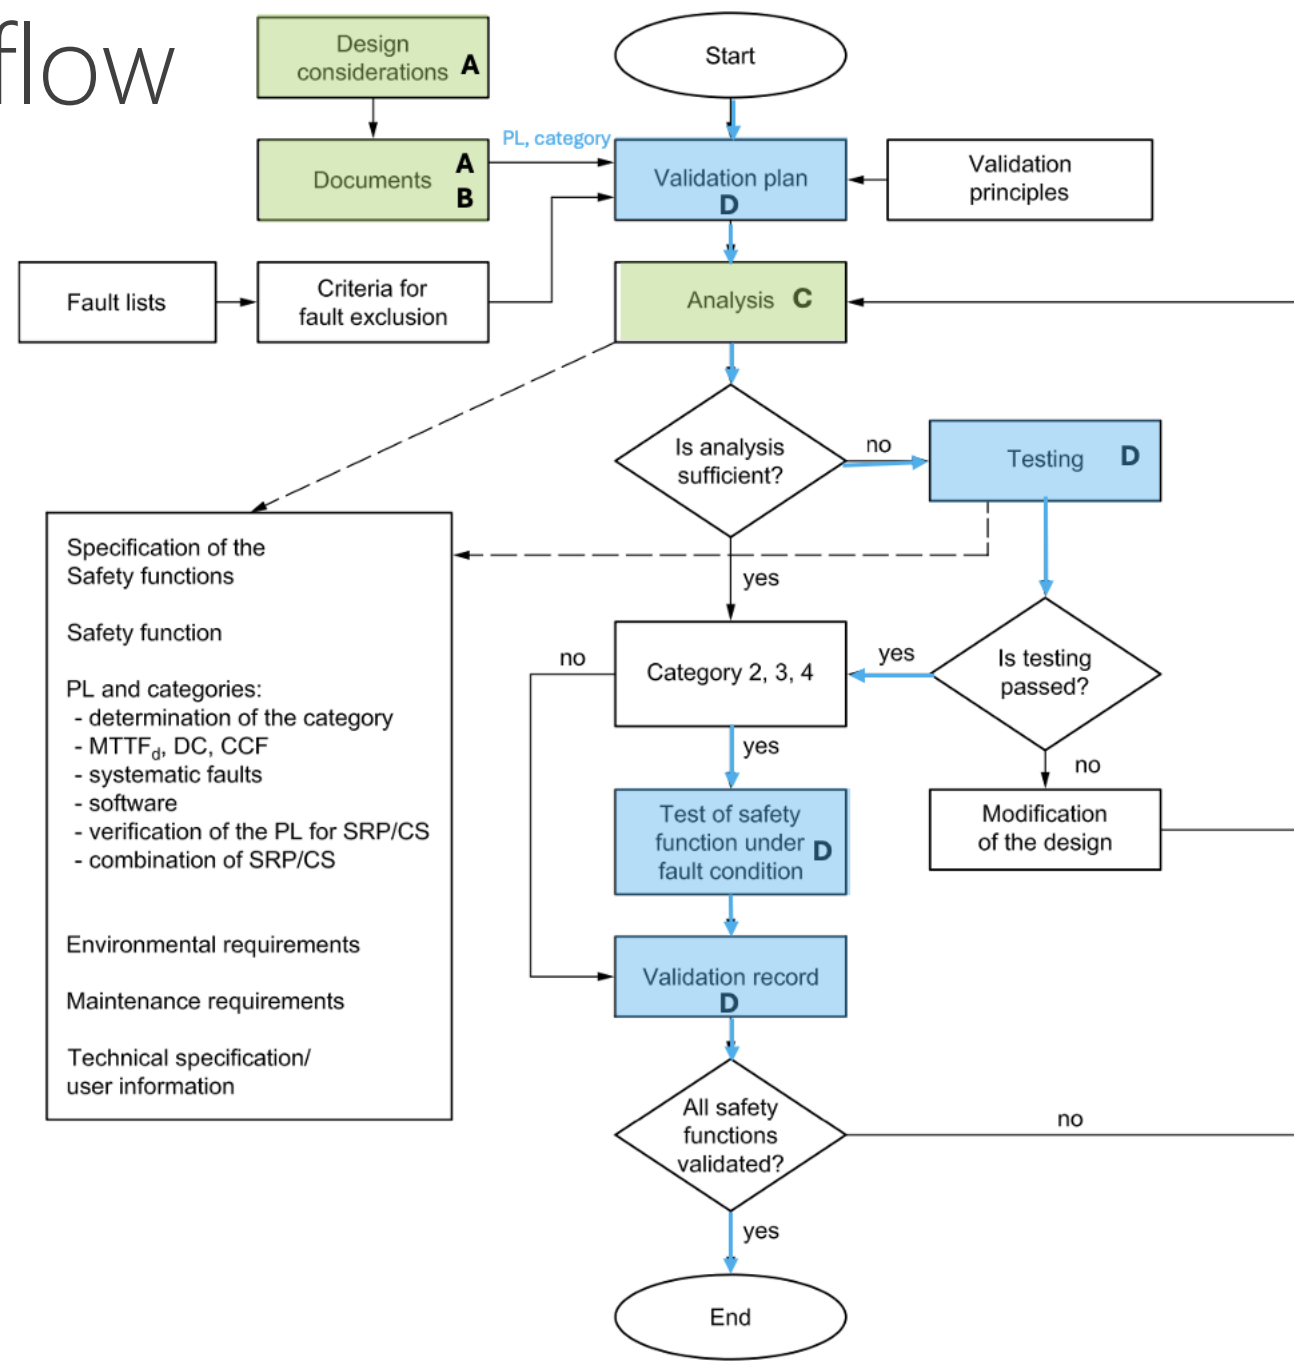 flow
Design
considerations A
Start
PL, category
Documents A
B
Validation plan
D
Validation
principles
Fault lists
Criteria for
fault exclusion
Analysis C
Is analysis
sufficient?
no
Testing D
yes
Specification of the
Safety functions
Safety function
PL and categories:
- determination of the category
- MTTFd, DC, CCF
- systematic faults
- software
- verification of the PL for SRP/CS
- combination of SRP/CS
Environmental requirements
Maintenance requirements
Technical specification/
user information
no
Category 2, 3, 4
yes
Is testing
passed?
yes
no
Test of safety
function under
fault condition D
Modification
of the design
Validation record
D
All safety
functions
validated?
no
yes
End